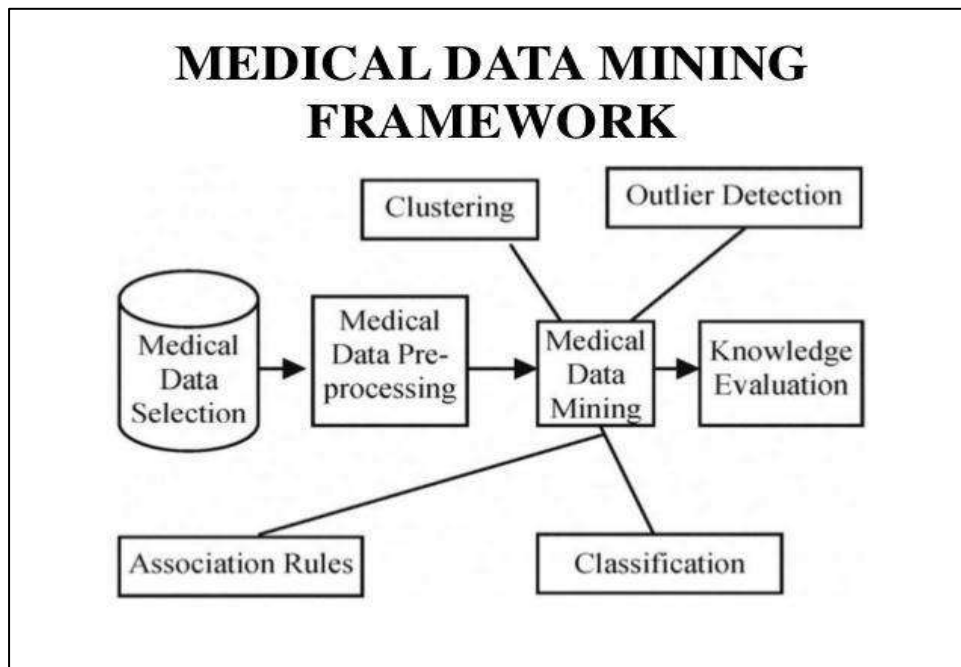 MEDICAL DATA MINING
FRAMEWORK
Clustering
Outlier Detection
Medical
Data
Selection
Medical
Data Pre-
processing
Medical
Data
Mining
Knowledge
Evaluation
Association Rules
Classification